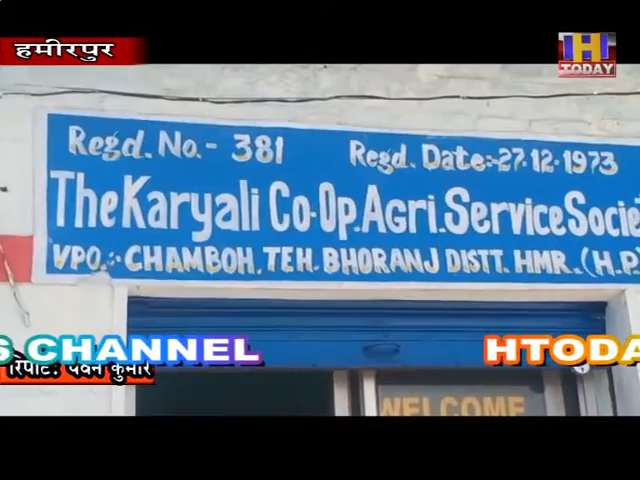 हमीरपुर
H
TODAY
Regd. No.- 381 Regd. Date:-27.12.1973
The Karyali Co-Op.Agri.Service Socie
VPO.:-CHAMBOH.TEH.BHORANJ DISTT. HMR.-(H.P.
S CHANNEL HTODA
रिपोर्ट: पवन कुमार
WELCOME